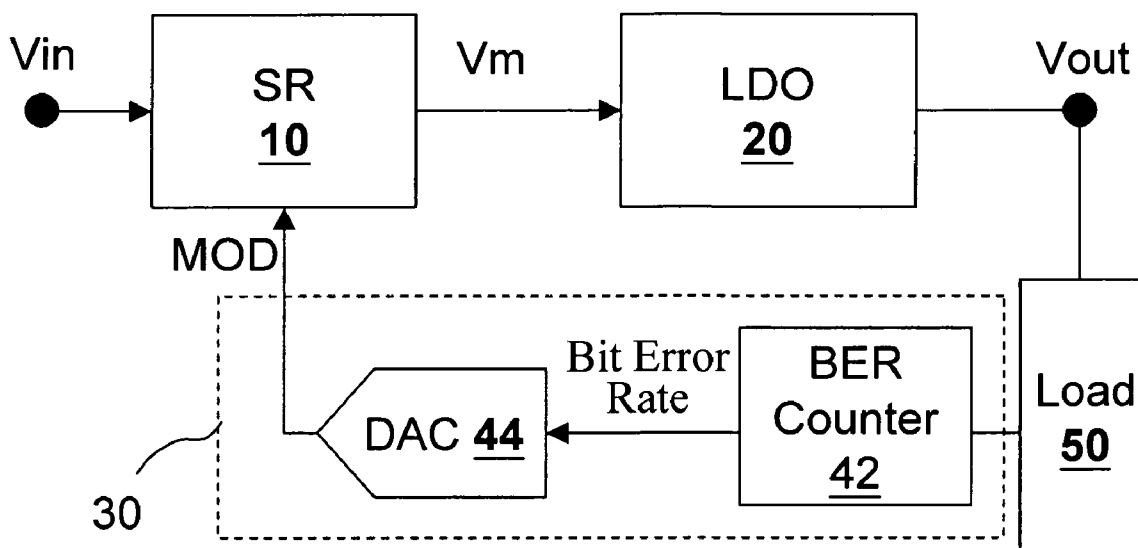 Vin
SR
10
Vm
LDO
20
Vout
MOD
Bit Error
Rate
BER
Counter
42
DAC 44
Load
50
30